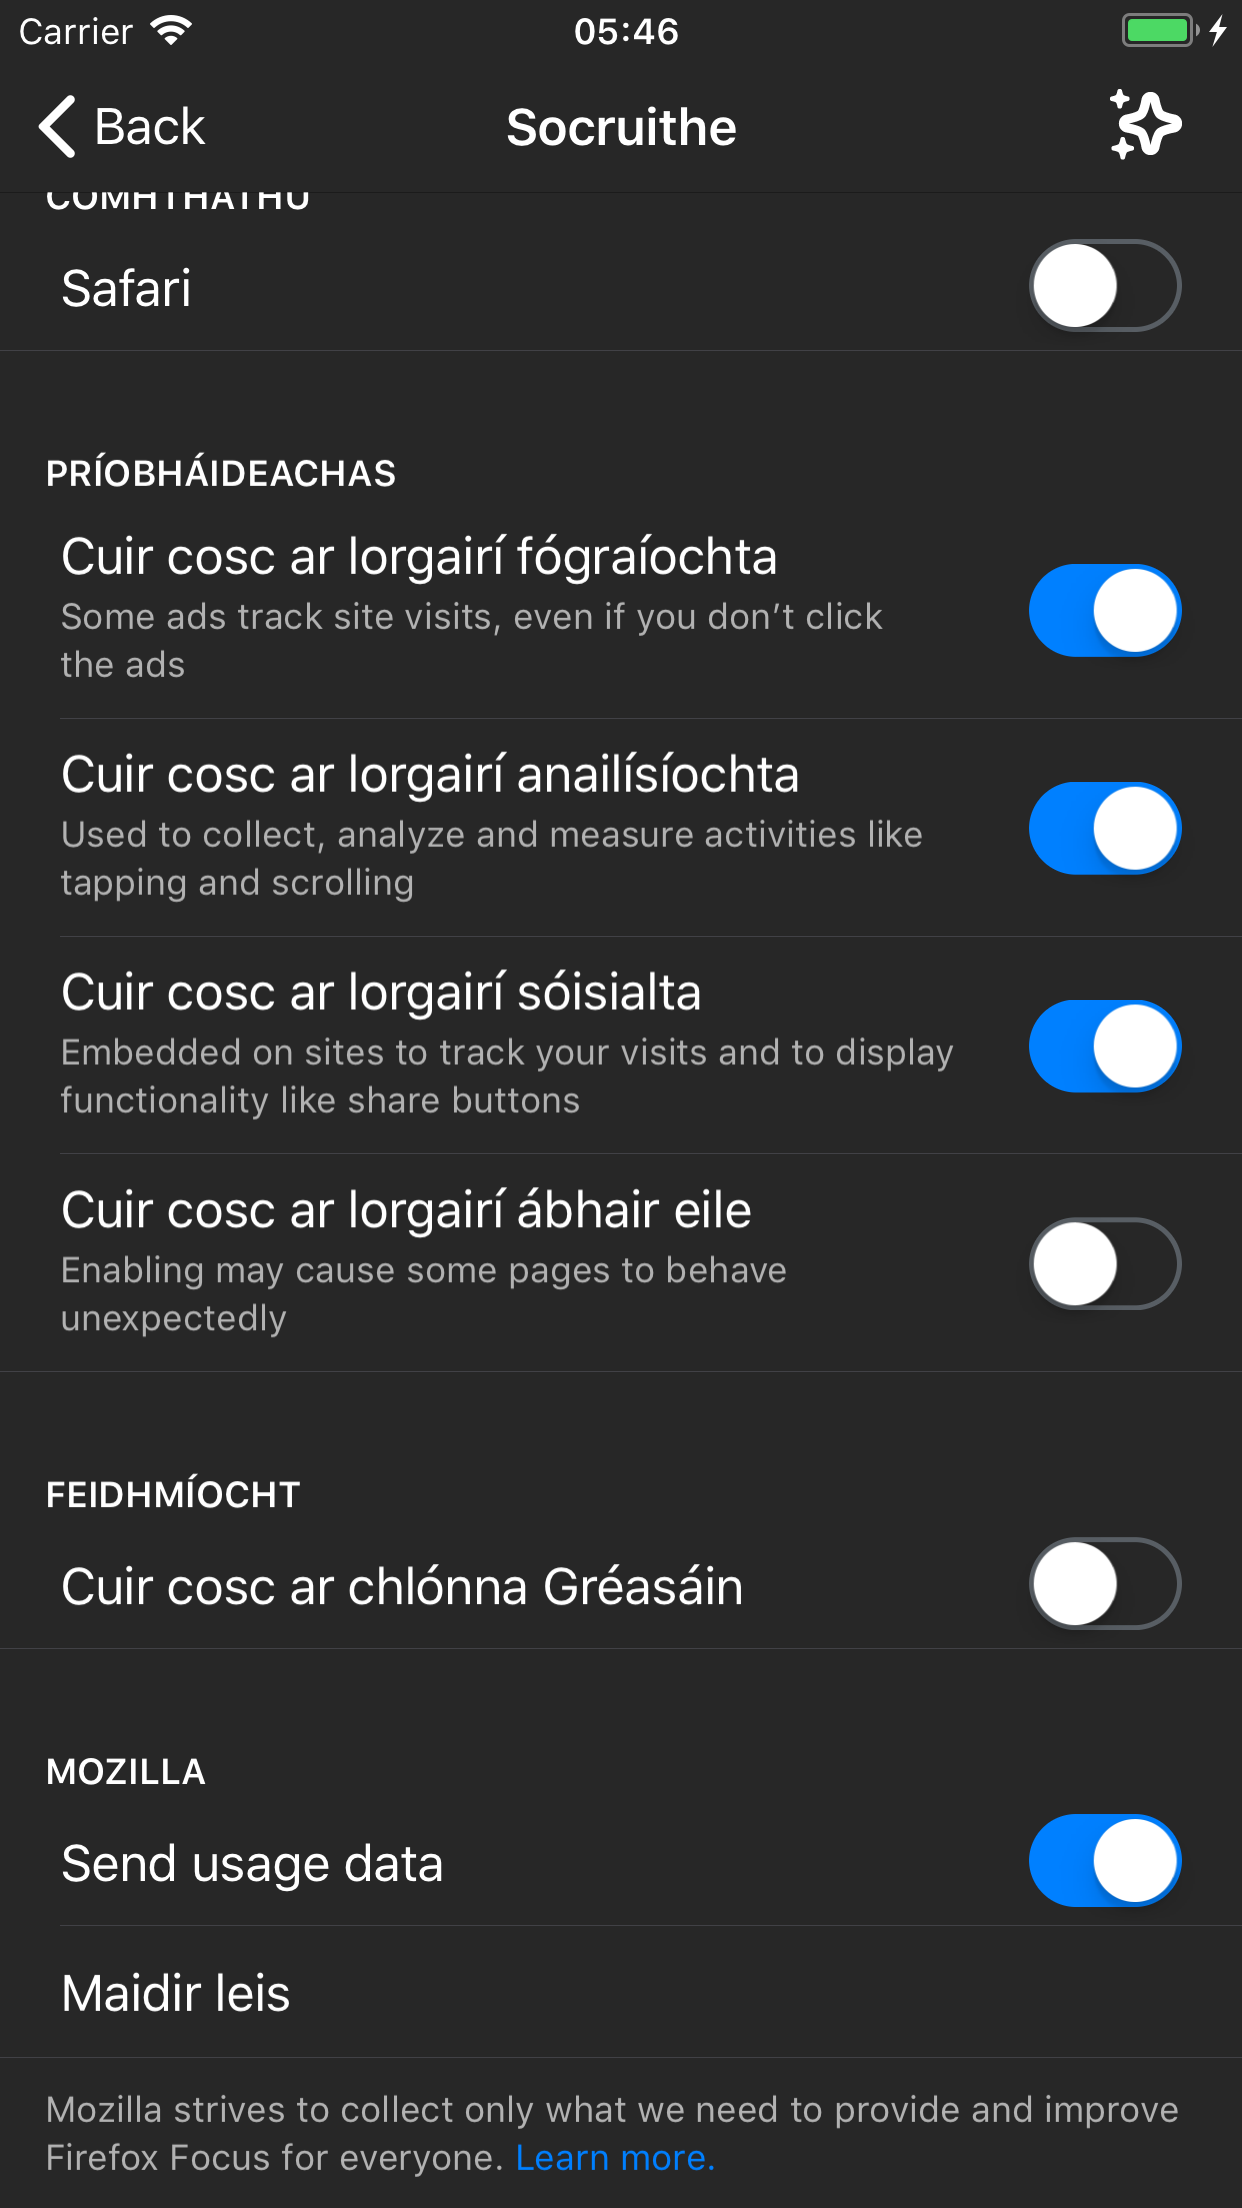 Carrier
05:46
Back
Socruithe
COMHTHÁTHÚ
Safari
PRÍOBHÁIDEACHAS
Cuir cosc ar lorgairí fógraíochta
Some ads track site visits, even if you don’t click
the ads
Cuir cosc ar lorgairí anailísíochta
Used to collect, analyze and measure activities like
tapping and scrolling
Cuir cosc ar lorgairí sóisialta
Embedded on sites to track your visits and to display
functionality like share buttons
Cuir cosc ar lorgairí ábhair eile
Enabling may cause some pages to behave
unexpectedly
FEIDHMÍOCHT
Cuir cosc ar chlónna Gréasáin
MOZILLA
Send usage data
Maidir leis
Mozilla strives to collect only what we need to provide and improve
Firefox Focus for everyone. Learn more.